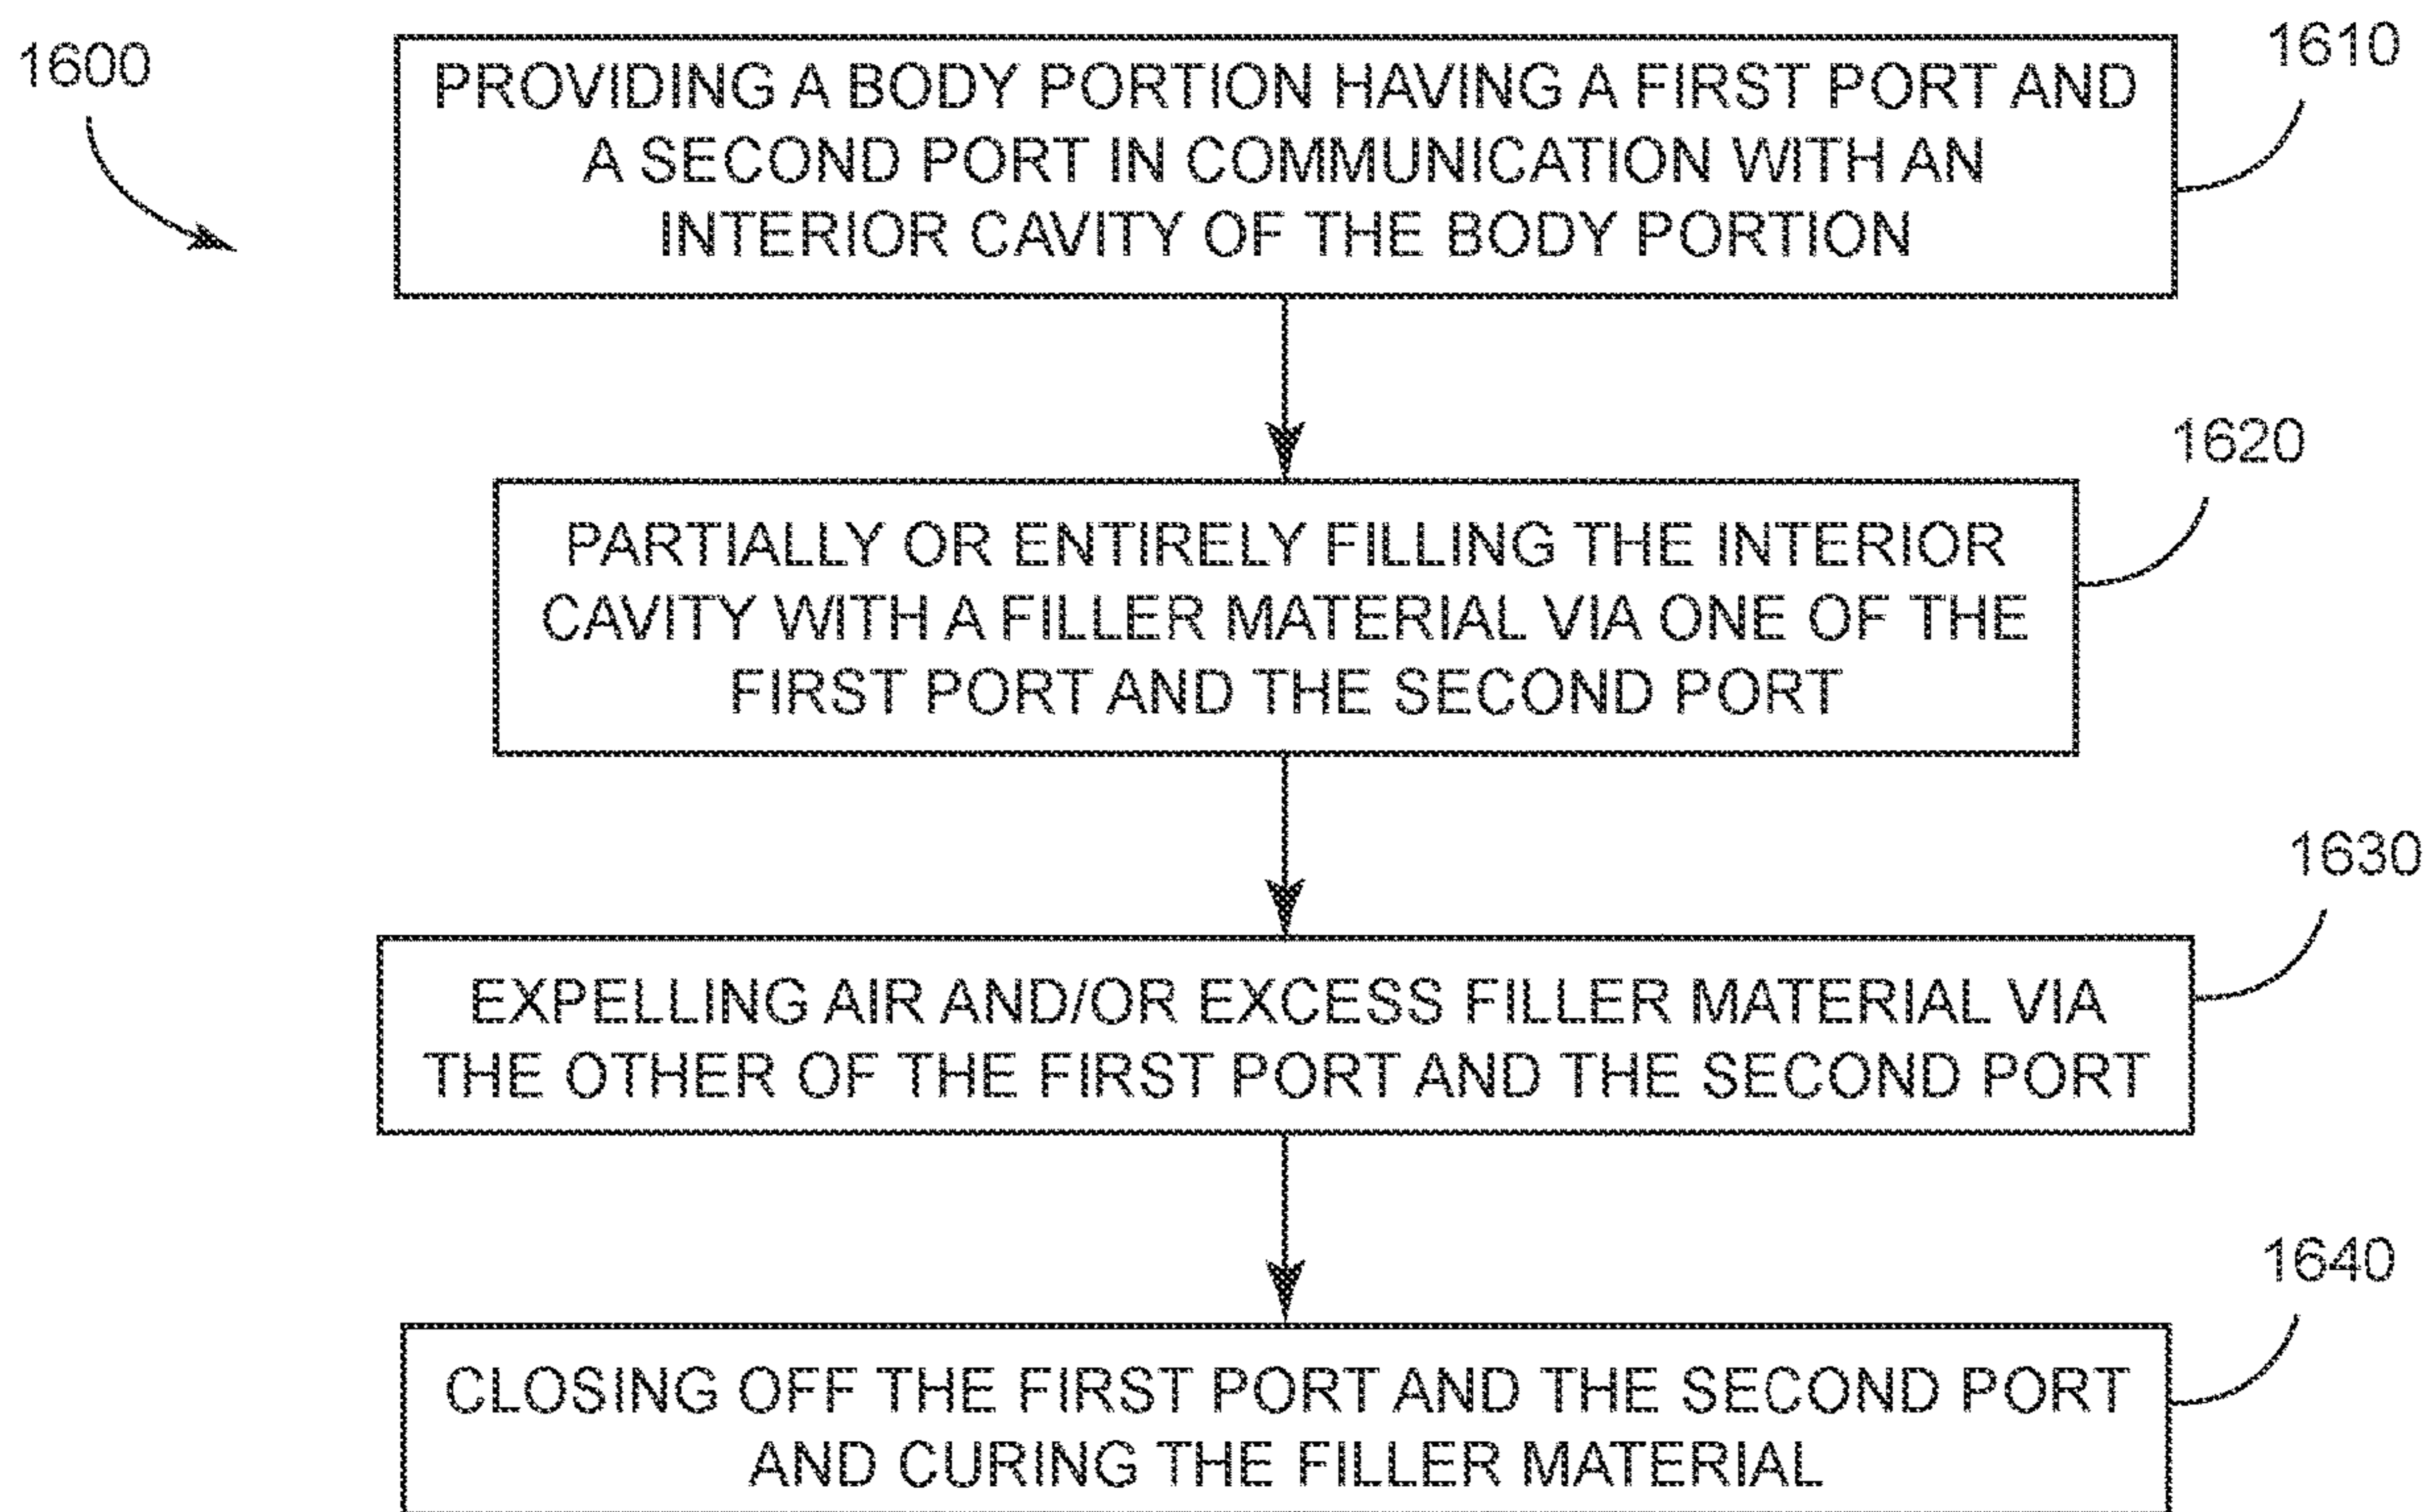 1600
1610
PROVIDING A BODY PORTION HAVING A FIRST PORT AND
A SECOND PORT IN COMMUNICATION WITH AN
INTERIOR CAVITY OF THE BODY PORTION
1620
PARTIALLY OR ENTIRELY FILLING THE INTERIOR
CAVITY WITH A FILLER MATERIAL VIA ONE OF THE
FIRST PORT AND THE SECOND PORT
1630
EXPELLING AIR AND/OR EXCESS FILLER MATERIAL VIA
THE OTHER OF THE FIRST PORT AND THE SECOND PORT
1640
CLOSING OFF THE FIRST PORT AND THE SECOND PORT
AND CURING THE FILLER MATERIAL